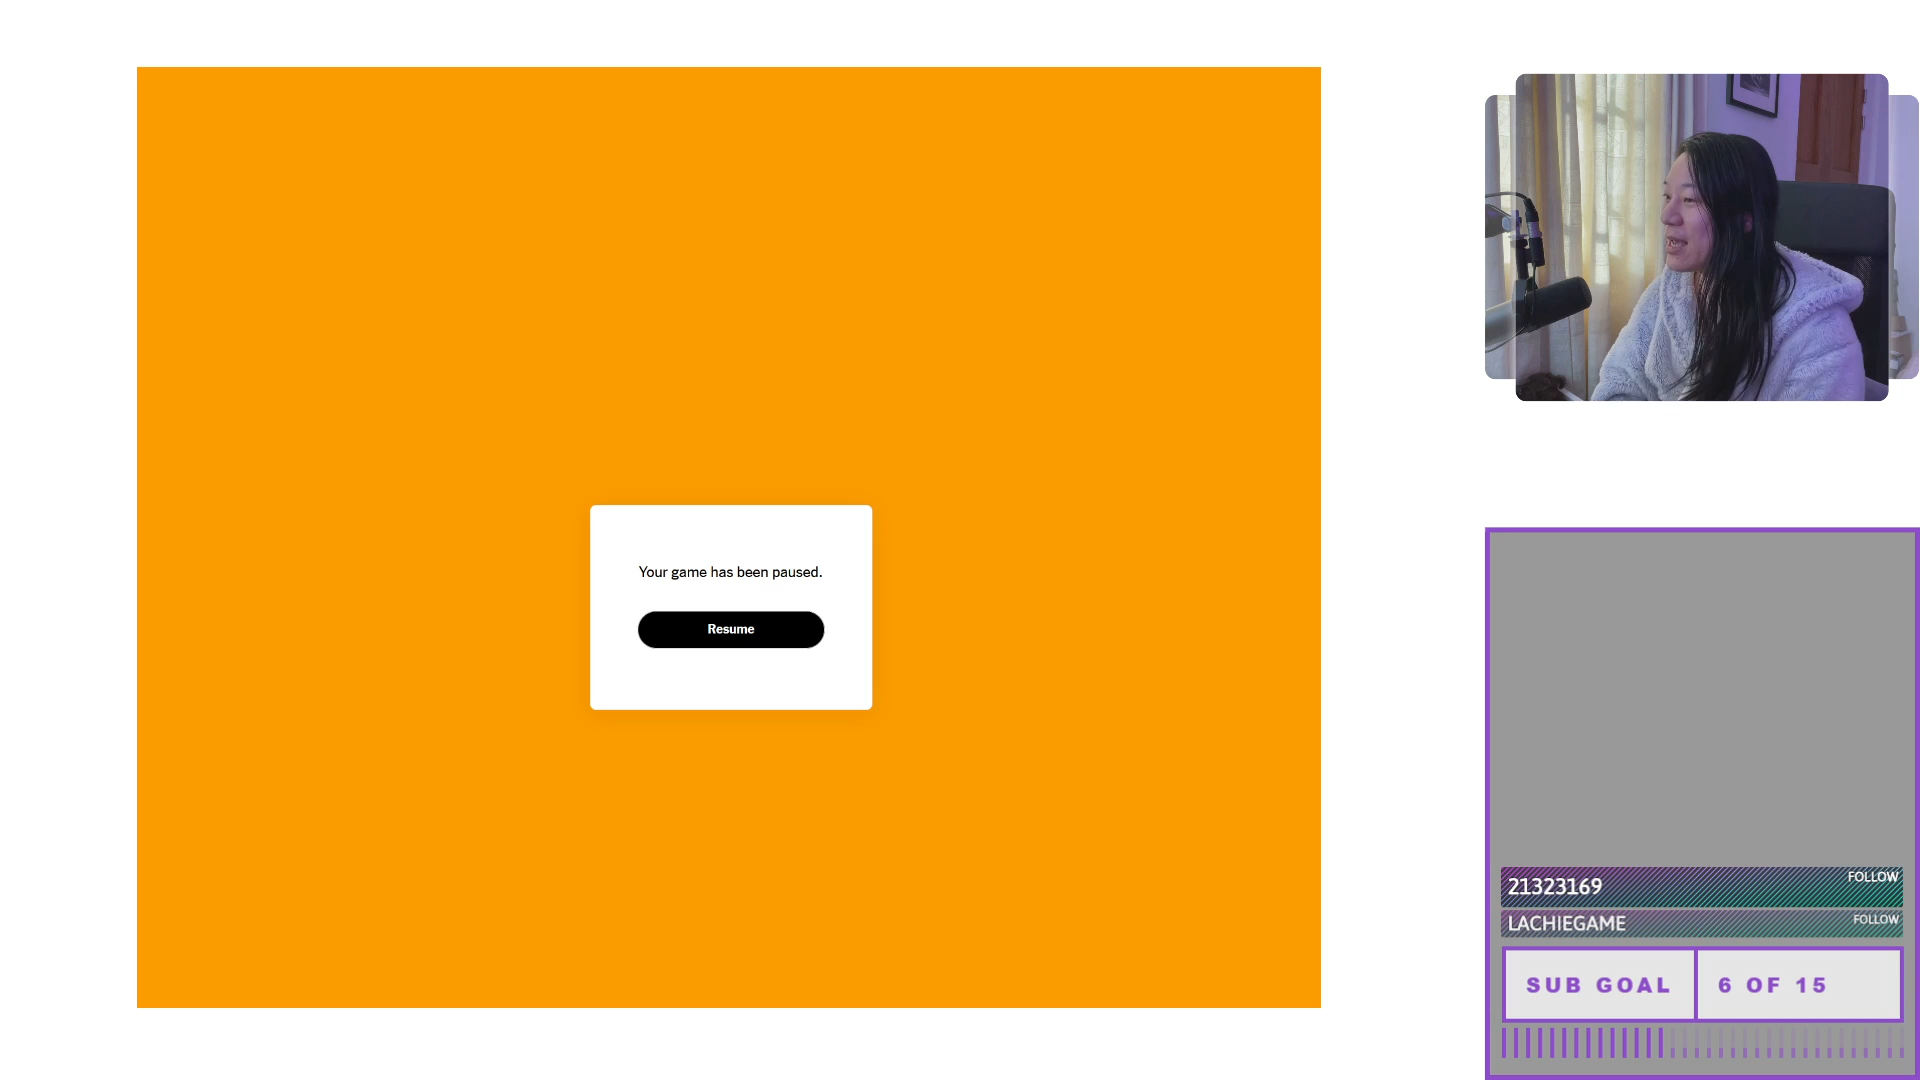 Your game has been paused.
Resume
21323169
FOLLOW
LACHIEGAME
FOLLOW
SUB GOAL
6 OF 15